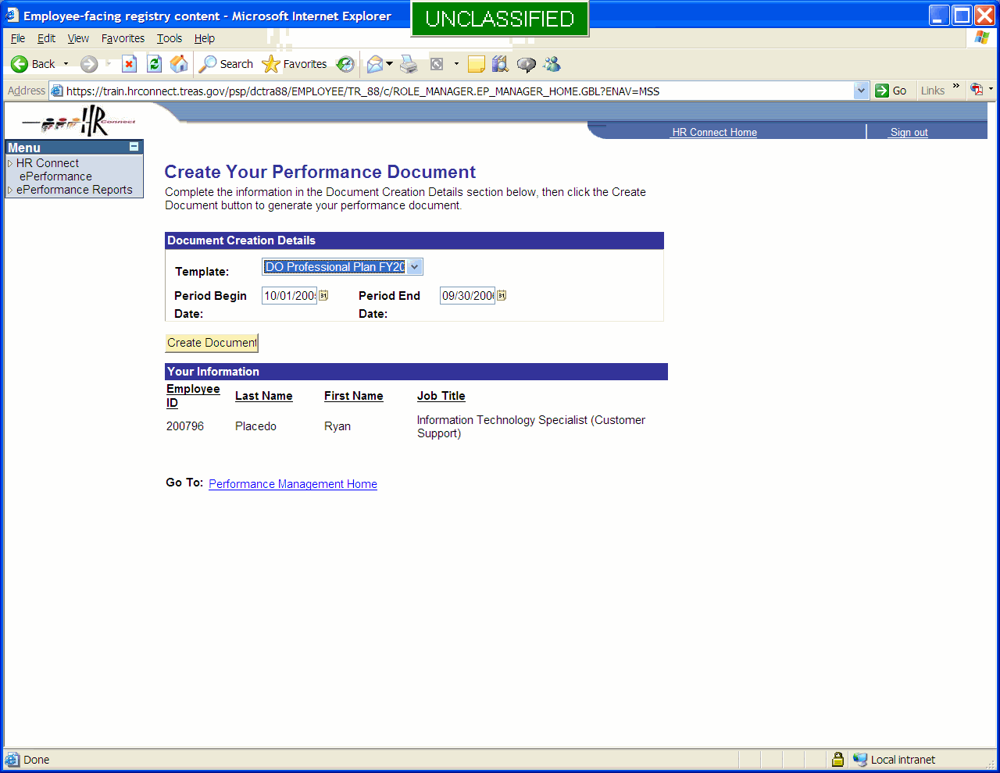 Employee-facing registry content - Microsoft Internet Explorer
UNCLASSIFIED
File Edit View Favorites Tools Help
Back Search Favorites
Address https://train.hrconnect.treas.gov/psp/dctra88/EMPLOYEE/TR_88/c/ROLE_MANAGER.EP_MANAGER_HOME.GBL?ENAV=MSS Go Links »
HR Connect
HR Connect Home Sign out
Menu
HR Connect
ePerformance
ePerformance Reports
Create Your Performance Document
Complete the information in the Document Creation Details section below, then click the Create
Document button to generate your performance document.
Document Creation Details
Template: DO Professional Plan FY20
Period Begin Date: 10/01/200 Period End Date: 09/30/200
Create Document
Your Information
Employee ID Last Name First Name Job Title
200796 Placedo Ryan Information Technology Specialist (Customer Support)
Go To: Performance Management Home
Done Local intranet